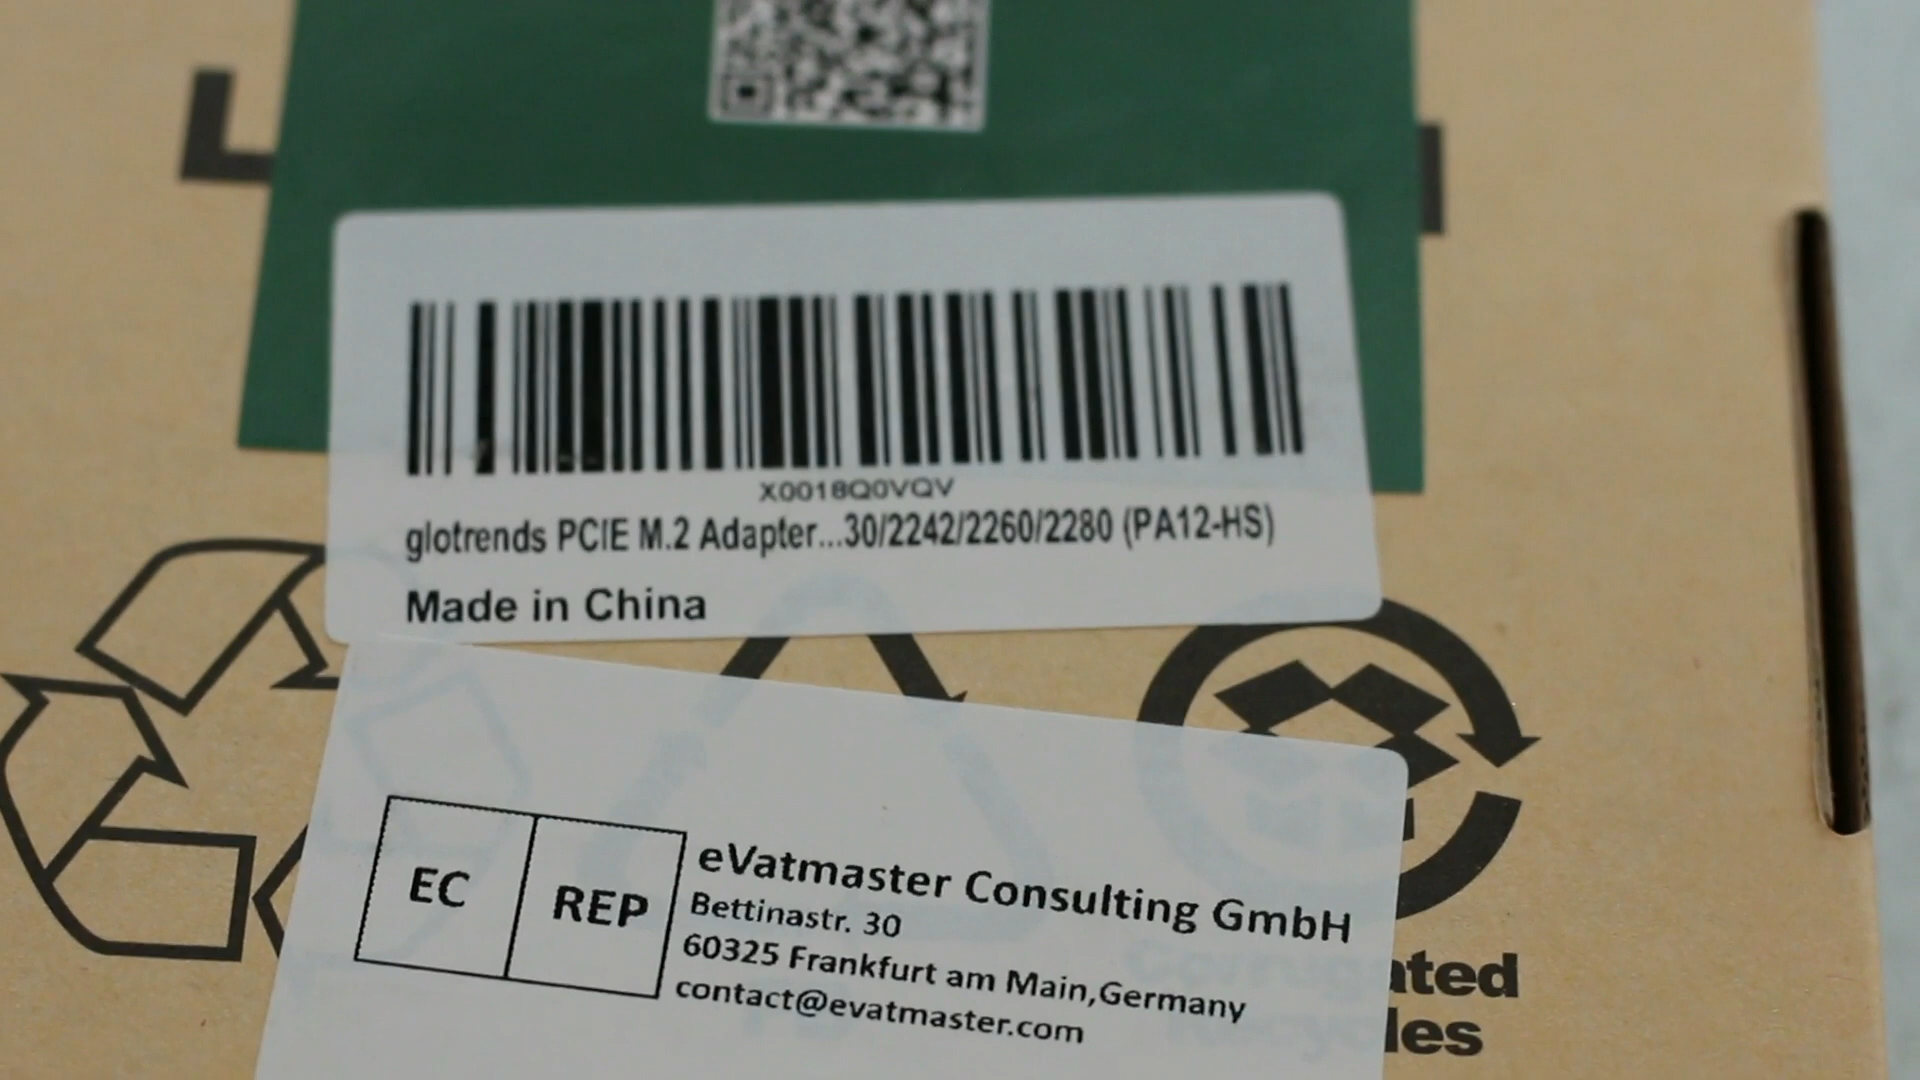 X0018Q0VQV
glotrends PCIE M.2 Adapter...30/2242/2260/2280 (PA12-HS)
Made in China
EC REP
eVatmaster Consulting GmbH
Bettinastr. 30
60325 Frankfurt am Main,Germany
contact@evatmaster.com